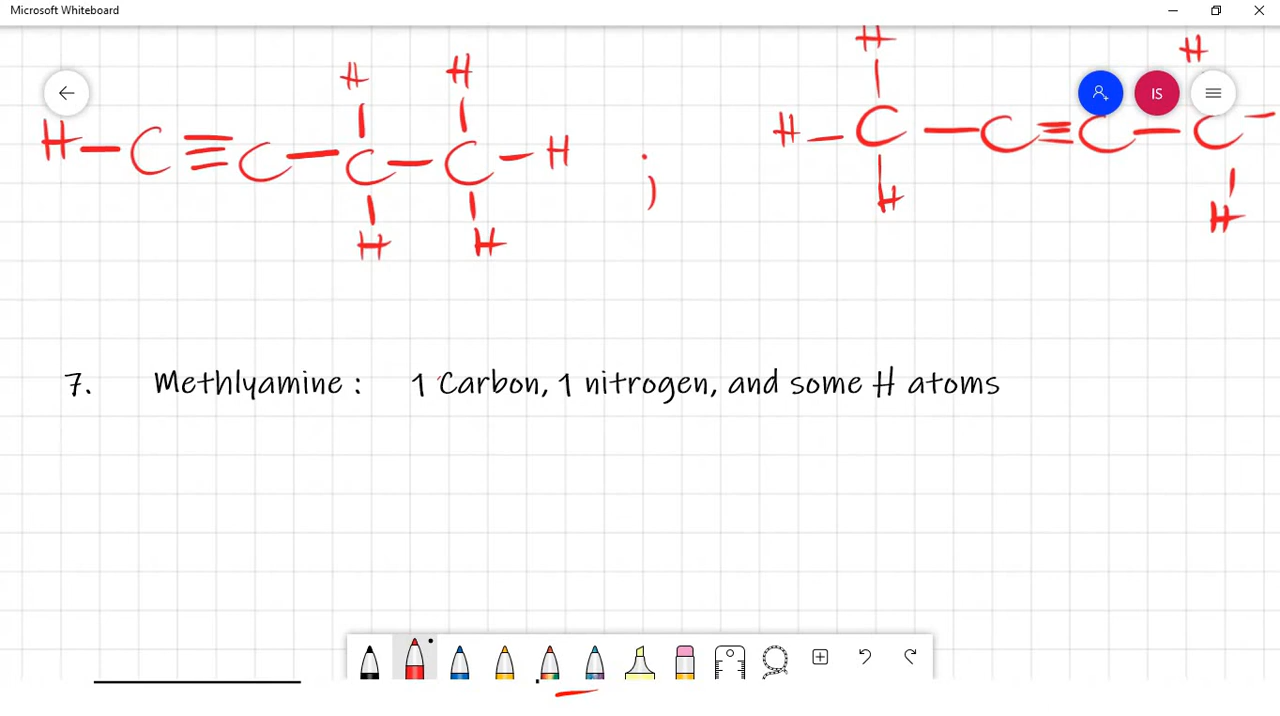 Microsoft Whiteboard
H H H H
IS
H — C ≡ C — C — C — H ; H — C — C ≡ C — C —
H H H H
7. Methlyamine : 1 Carbon, 1 nitrogen, and some H atoms